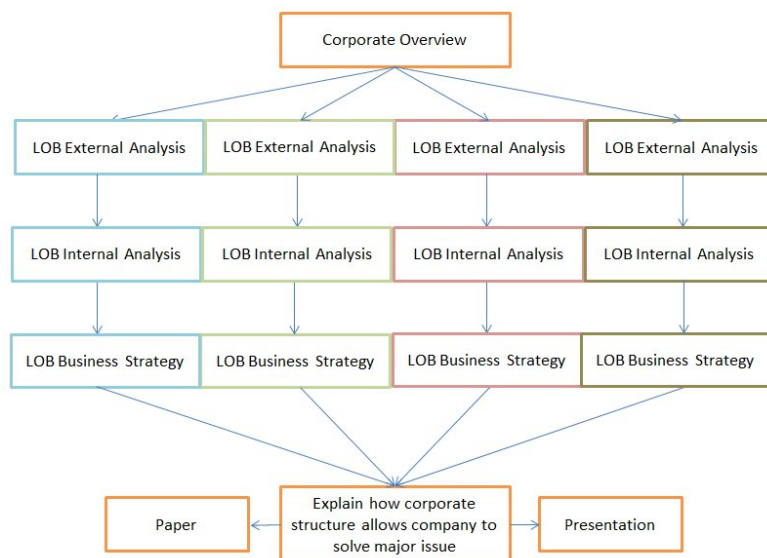 Corporate Overview
LOB External Analysis
LOB External Analysis
LOB External Analysis
LOB External Analysis
LOB Internal Analysis
LOB Internal Analysis
LOB Internal Analysis
LOB Internal Analysis
LOB Business Strategy
LOB Business Strategy
LOB Business Strategy
LOB Business Strategy
Paper
Explain how corporate
structure allows company to
solve major issue
Presentation